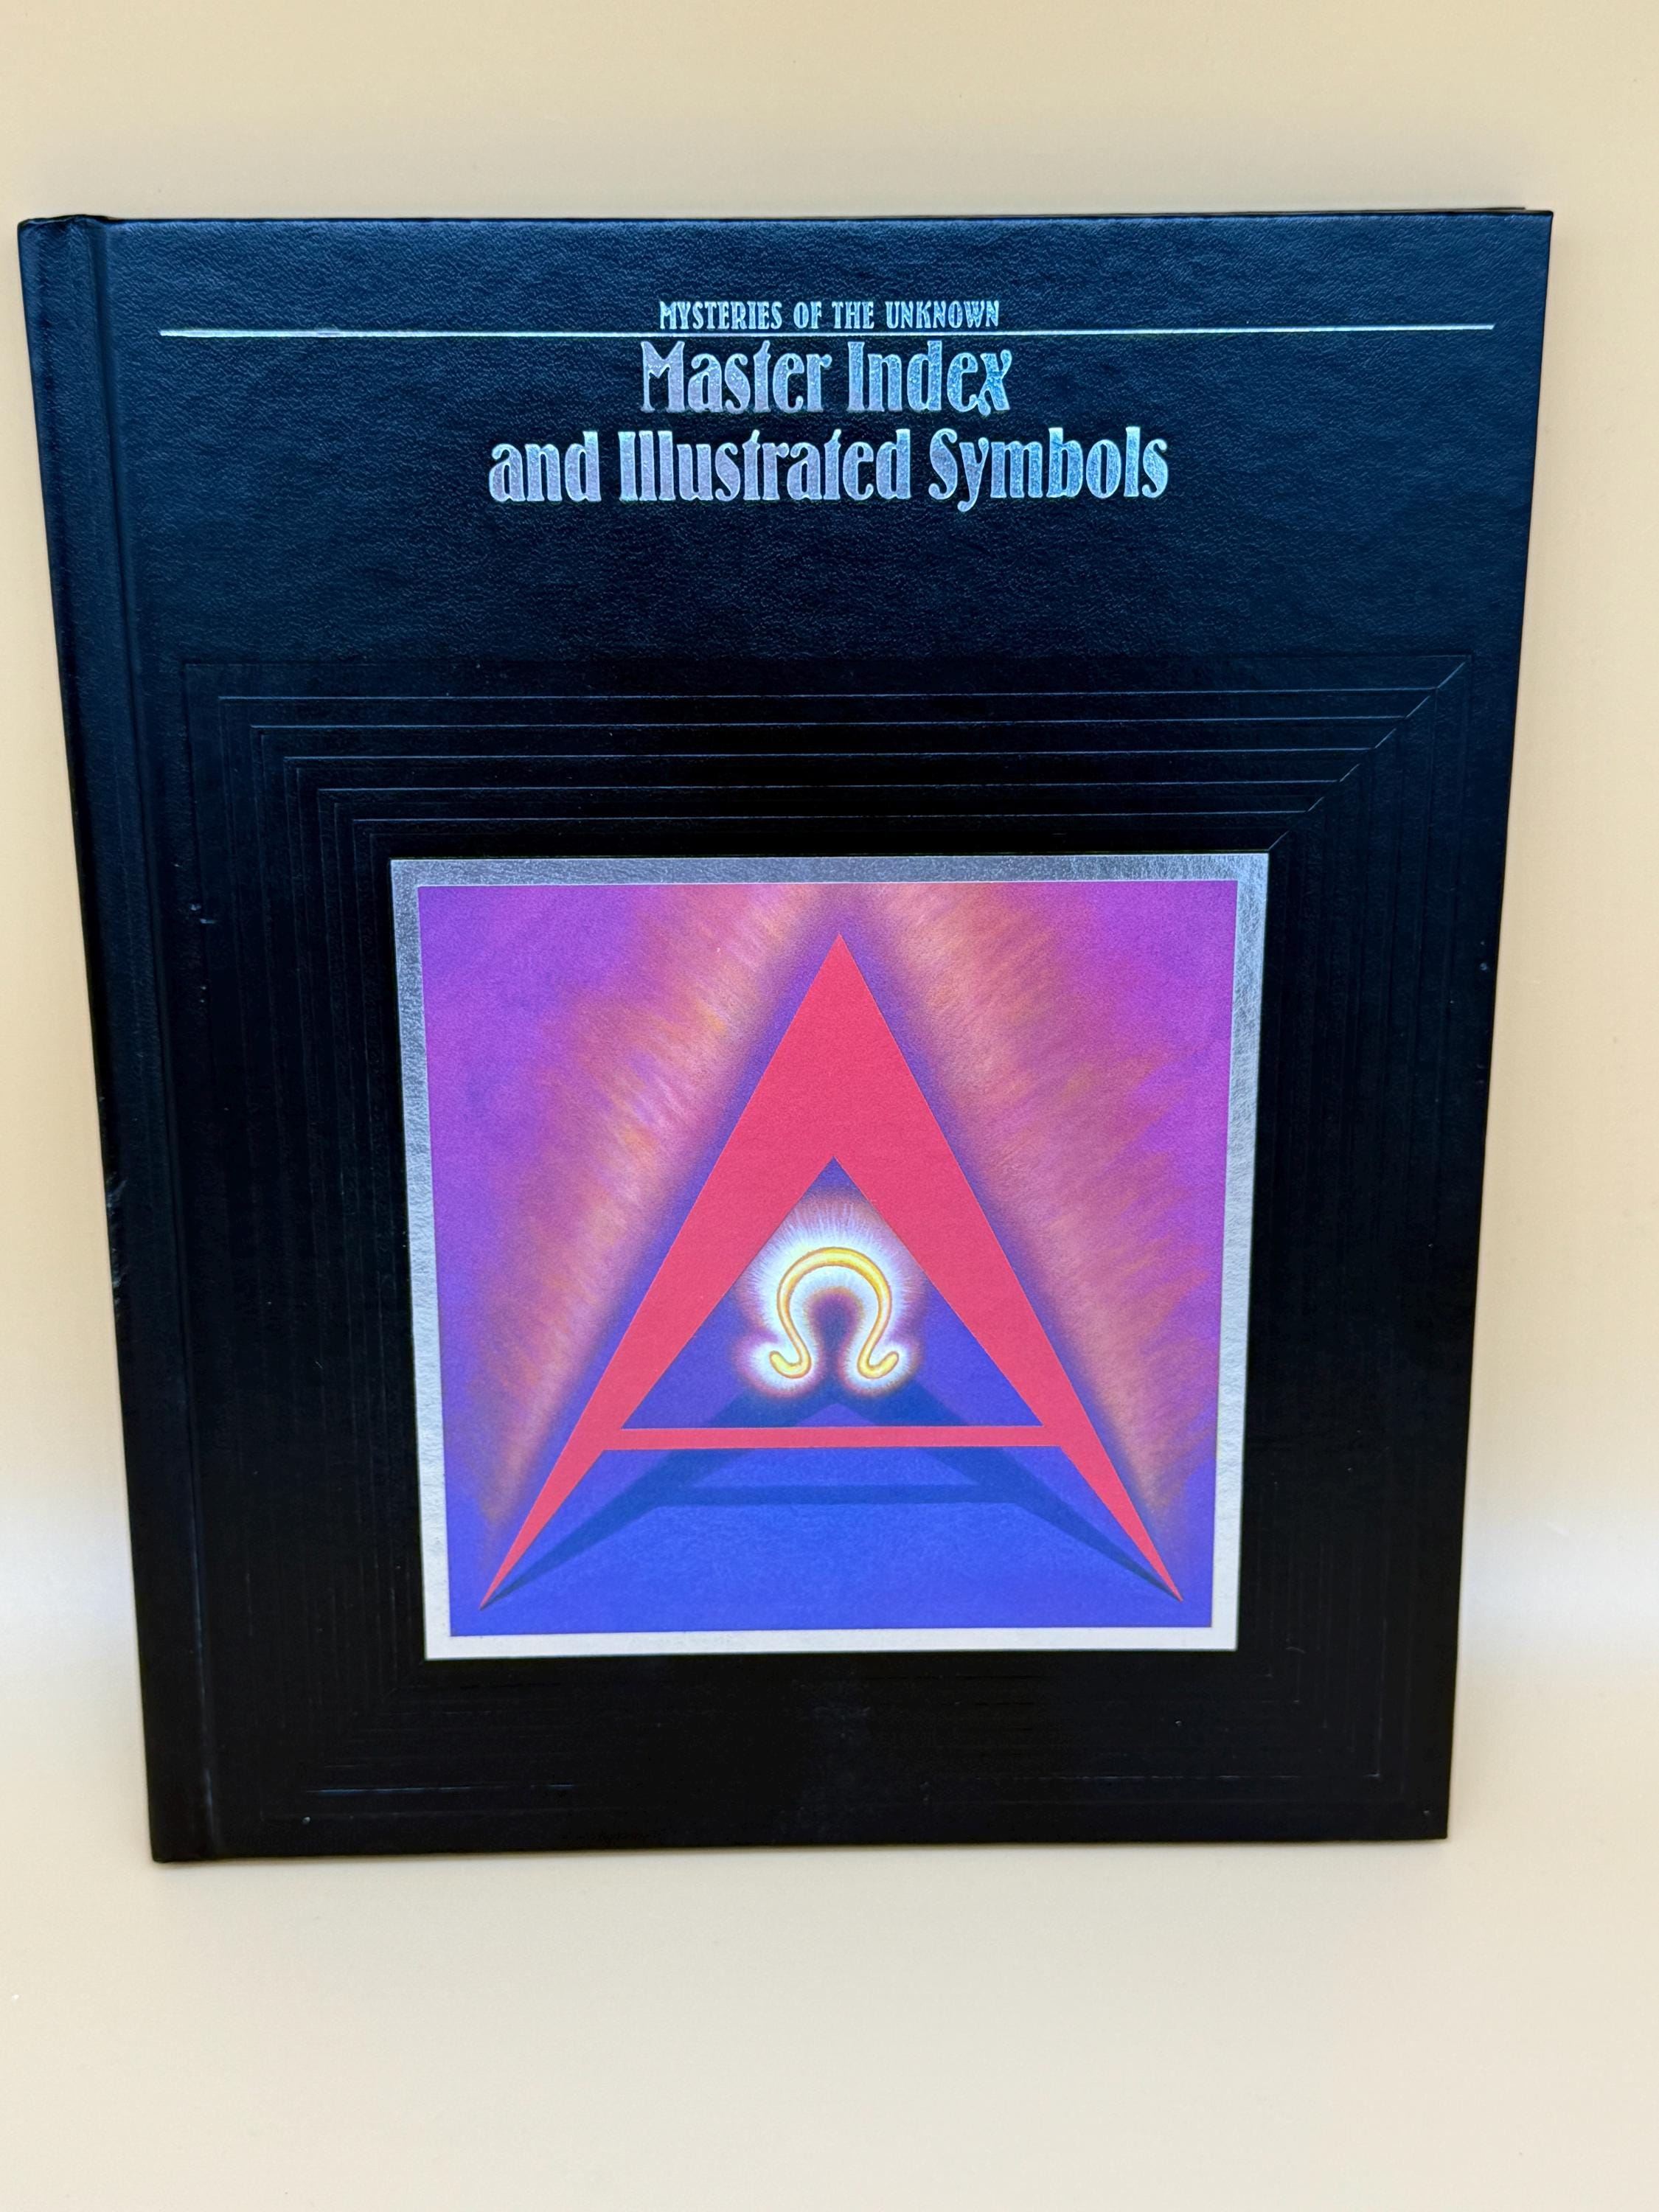 MYSTERIES OF THE UNKNOWN
Master Index
and Illustrated Symbols
A
Ω